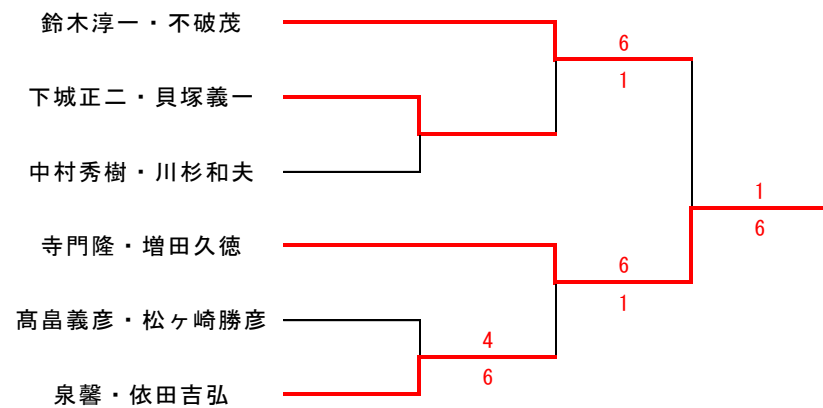 鈴木淳一・不破茂
6
1
下城正二・貝塚義一
中村秀樹・川杉和夫
1
6
寺門隆・増田久徳
6
1
髙畠義彦・松ヶ崎勝彦
4
6
泉馨・依田吉弘